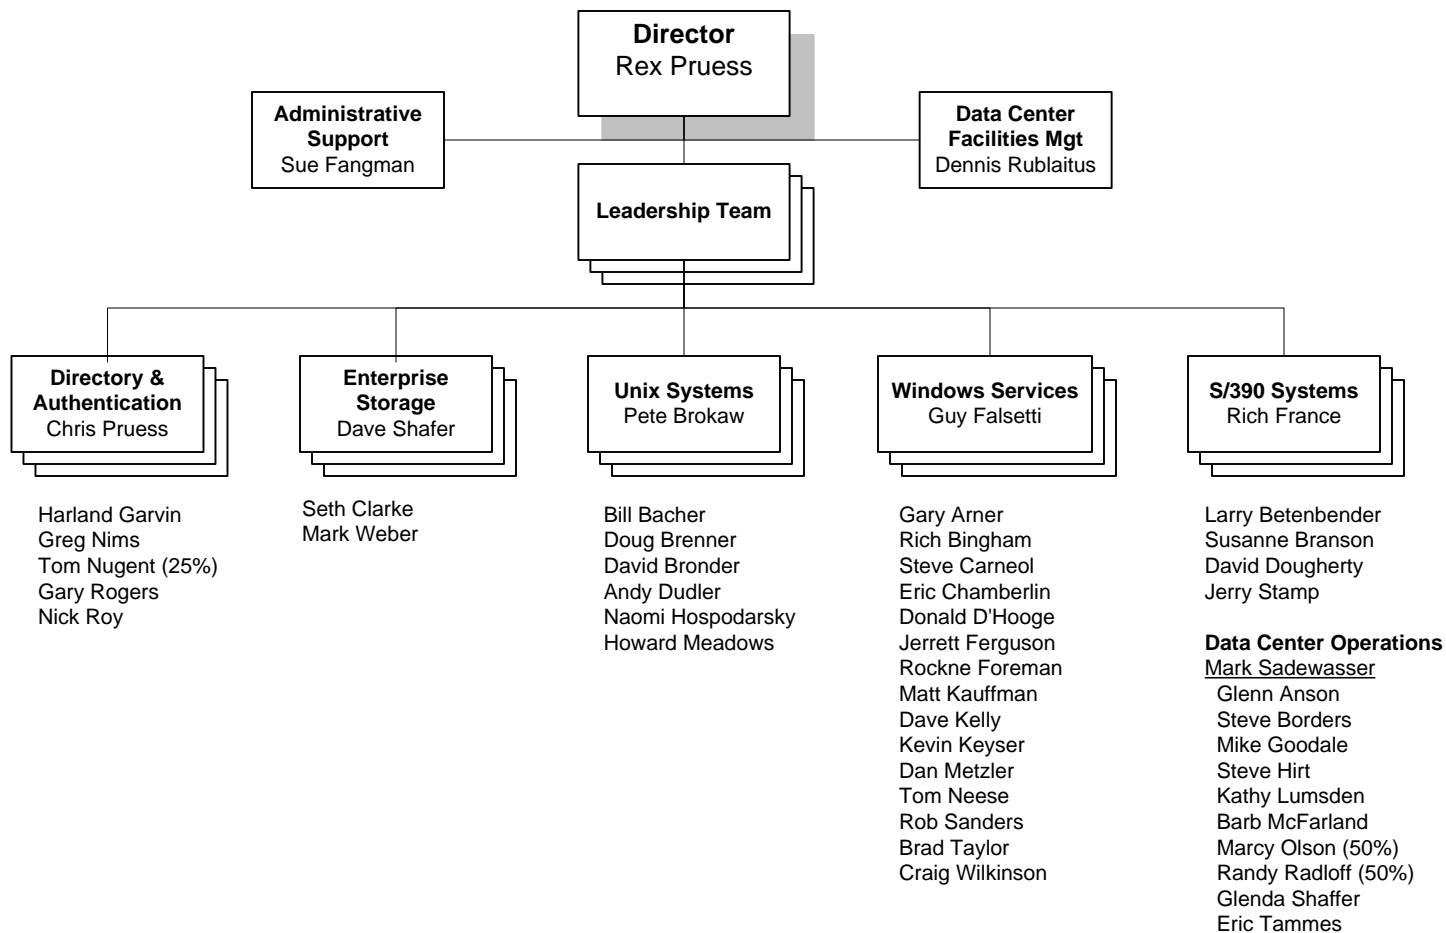 Director
Rex Pruess
Administrative
Support
Sue Fangman
Data Center
Facilities Mgt
Dennis Rublaitus
Leadership Team
Directory &
Authentication
Chris Pruess
Harland Garvin
Greg Nims
Tom Nugent (25%)
Gary Rogers
Nick Roy
Enterprise
Storage
Dave Shafer
Seth Clarke
Mark Weber
Unix Systems
Pete Brokaw
Bill Bacher
Doug Brenner
David Bronder
Andy Dudler
Naomi Hospodarsky
Howard Meadows
Windows Services
Guy Falsetti
Gary Arner
Rich Bingham
Steve Carneol
Eric Chamberlin
Donald D'Hooge
Jerrett Ferguson
Rockne Foreman
Matt Kauffman
Dave Kelly
Kevin Keyser
Dan Metzler
Tom Neese
Rob Sanders
Brad Taylor
Craig Wilkinson
S/390 Systems
Rich France
Larry Betenbender
Susanne Branson
David Dougherty
Jerry Stamp
Data Center Operations
Mark Sadewasser
Glenn Anson
Steve Borders
Mike Goodale
Steve Hirt
Kathy Lumsden
Barb McFarland
Marcy Olson (50%)
Randy Radloff (50%)
Glenda Shaffer
Eric Tammes